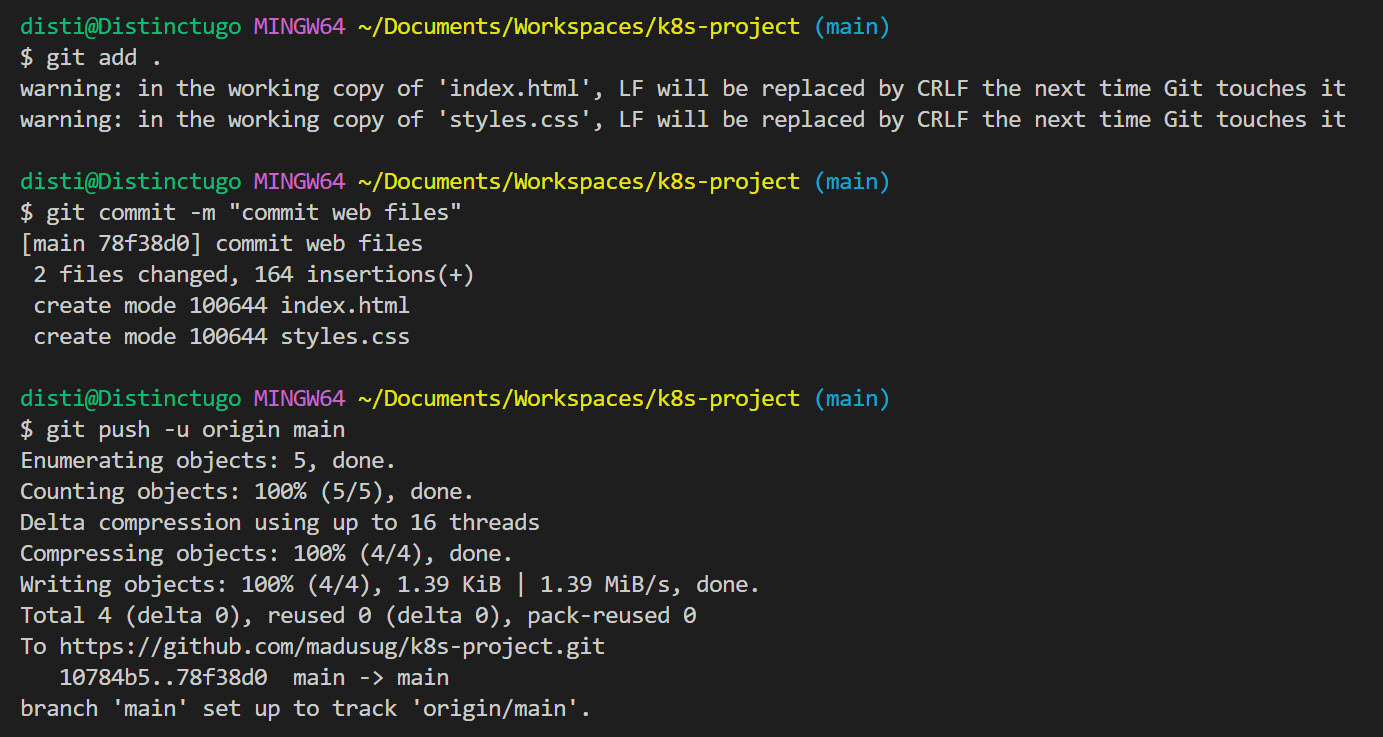 disti@Distinctugo MINGW64 ~/Documents/Workspaces/k8s-project (main)
$ git add .
warning: in the working copy of 'index.html', LF will be replaced by CRLF the next time Git touches it
warning: in the working copy of 'styles.css', LF will be replaced by CRLF the next time Git touches it
disti@Distinctugo MINGW64 ~/Documents/Workspaces/k8s-project (main)
$ git commit -m "commit web files"
[main 78f38d0] commit web files
 2 files changed, 164 insertions(+)
 create mode 100644 index.html
 create mode 100644 styles.css
disti@Distinctugo MINGW64 ~/Documents/Workspaces/k8s-project (main)
$ git push -u origin main
Enumerating objects: 5, done.
Counting objects: 100% (5/5), done.
Delta compression using up to 16 threads
Compressing objects: 100% (4/4), done.
Writing objects: 100% (4/4), 1.39 KiB | 1.39 MiB/s, done.
Total 4 (delta 0), reused 0 (delta 0), pack-reused 0
To https://github.com/madusug/k8s-project.git
   10784b5..78f38d0  main -> main
branch 'main' set up to track 'origin/main'.